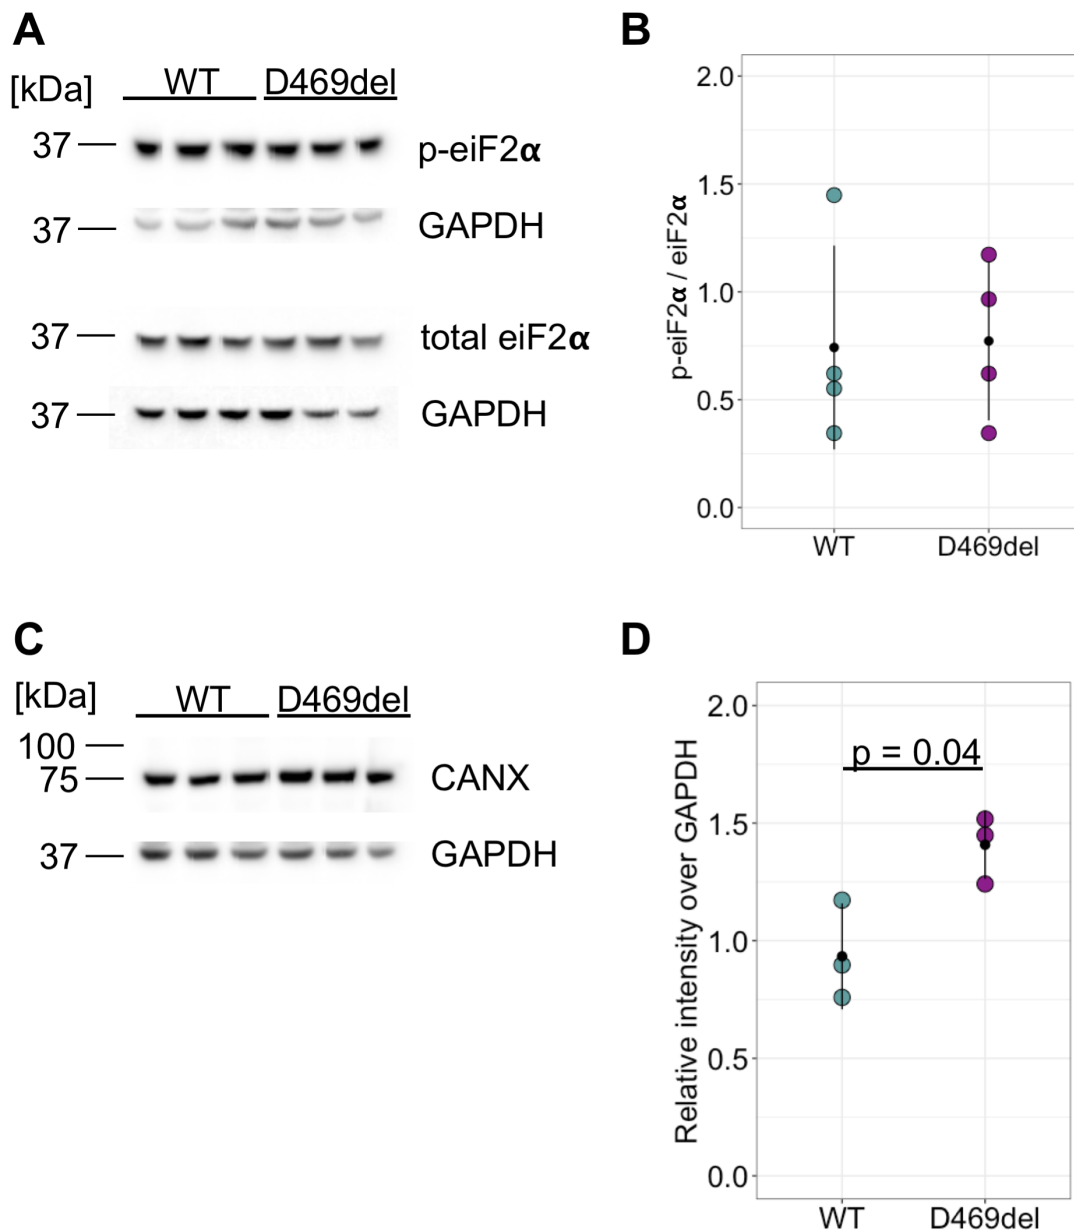 A
[kDa]
WT D469del
37 p-eiF2α
37 GAPDH
37 total eiF2α
37 GAPDH
B
p-eiF2α / eiF2α
2.0
1.5
1.0
0.5
0.0
WT D469del
C
[kDa]
WT D469del
100
75 CANX
37 GAPDH
D
Relative intensity over GAPDH
2.0
p = 0.04
1.5
1.0
0.5
0.0
WT D469del